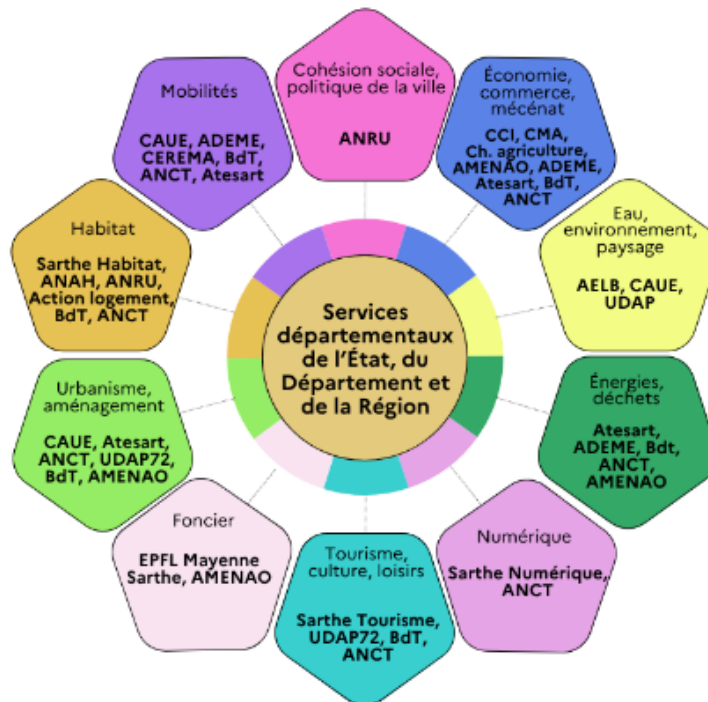 Cohésion sociale,
politique de la ville
ANRU
Économie,
commerce,
mécénat
CCI, CMA,
Ch. agriculture,
AMENAO, ADEME,
Atesart, BdT,
ANCT
Eau,
environnement,
paysage
AELB, CAUE,
UDAP
Énergies,
déchets
Atesart,
ADEME, Bdt,
ANCT,
AMENAO
Numérique
Sarthe Numérique,
ANCT
Tourisme,
culture, loisirs
Sarthe Tourisme,
UDAP72, BdT,
ANCT
Foncier
EPFL Mayenne
Sarthe, AMENAO
Urbanisme,
aménagement
CAUE, Atesart,
ANCT, UDAP72,
BdT, AMENAO
Habitat
Sarthe Habitat,
ANAH, ANRU,
Action logement,
BdT, ANCT
Mobilités
CAUE, ADEME,
CEREMA, BdT,
ANCT, Atesart
Services
départementaux
de l'État, du
Département et
de la Région